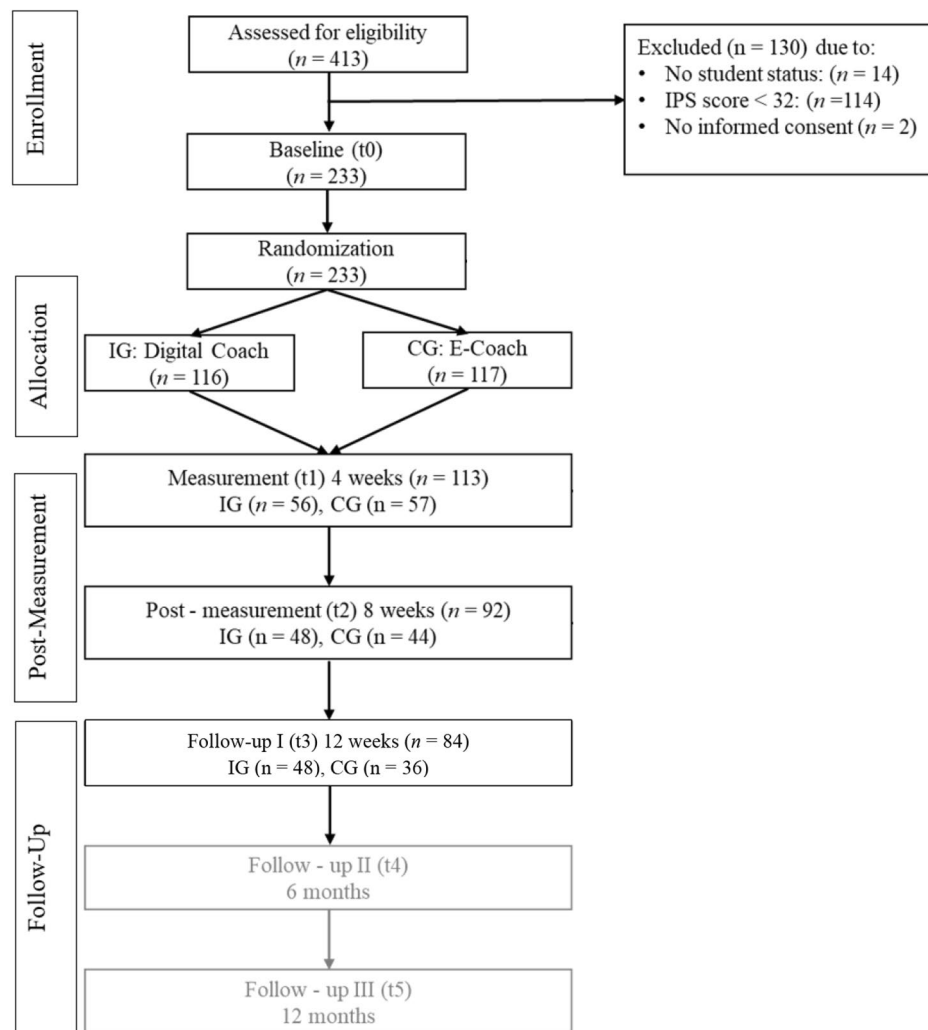 Enrollment
Assessed for eligibility
(n = 413)
Excluded (n = 130) due to:
• No student status: (n = 14)
• IPS score < 32: (n =114)
• No informed consent (n = 2)
Baseline (t0)
(n = 233)
Randomization
(n = 233)
Allocation
IG: Digital Coach
(n = 116)
CG: E-Coach
(n = 117)
Post-Measurement
Measurement (t1) 4 weeks (n = 113)
IG (n = 56), CG (n = 57)
Post - measurement (t2) 8 weeks (n = 92)
IG (n = 48), CG (n = 44)
Follow-Up
Follow-up I (t3) 12 weeks (n = 84)
IG (n = 48), CG (n = 36)
Follow - up II (t4)
6 months
Follow - up III (t5)
12 months